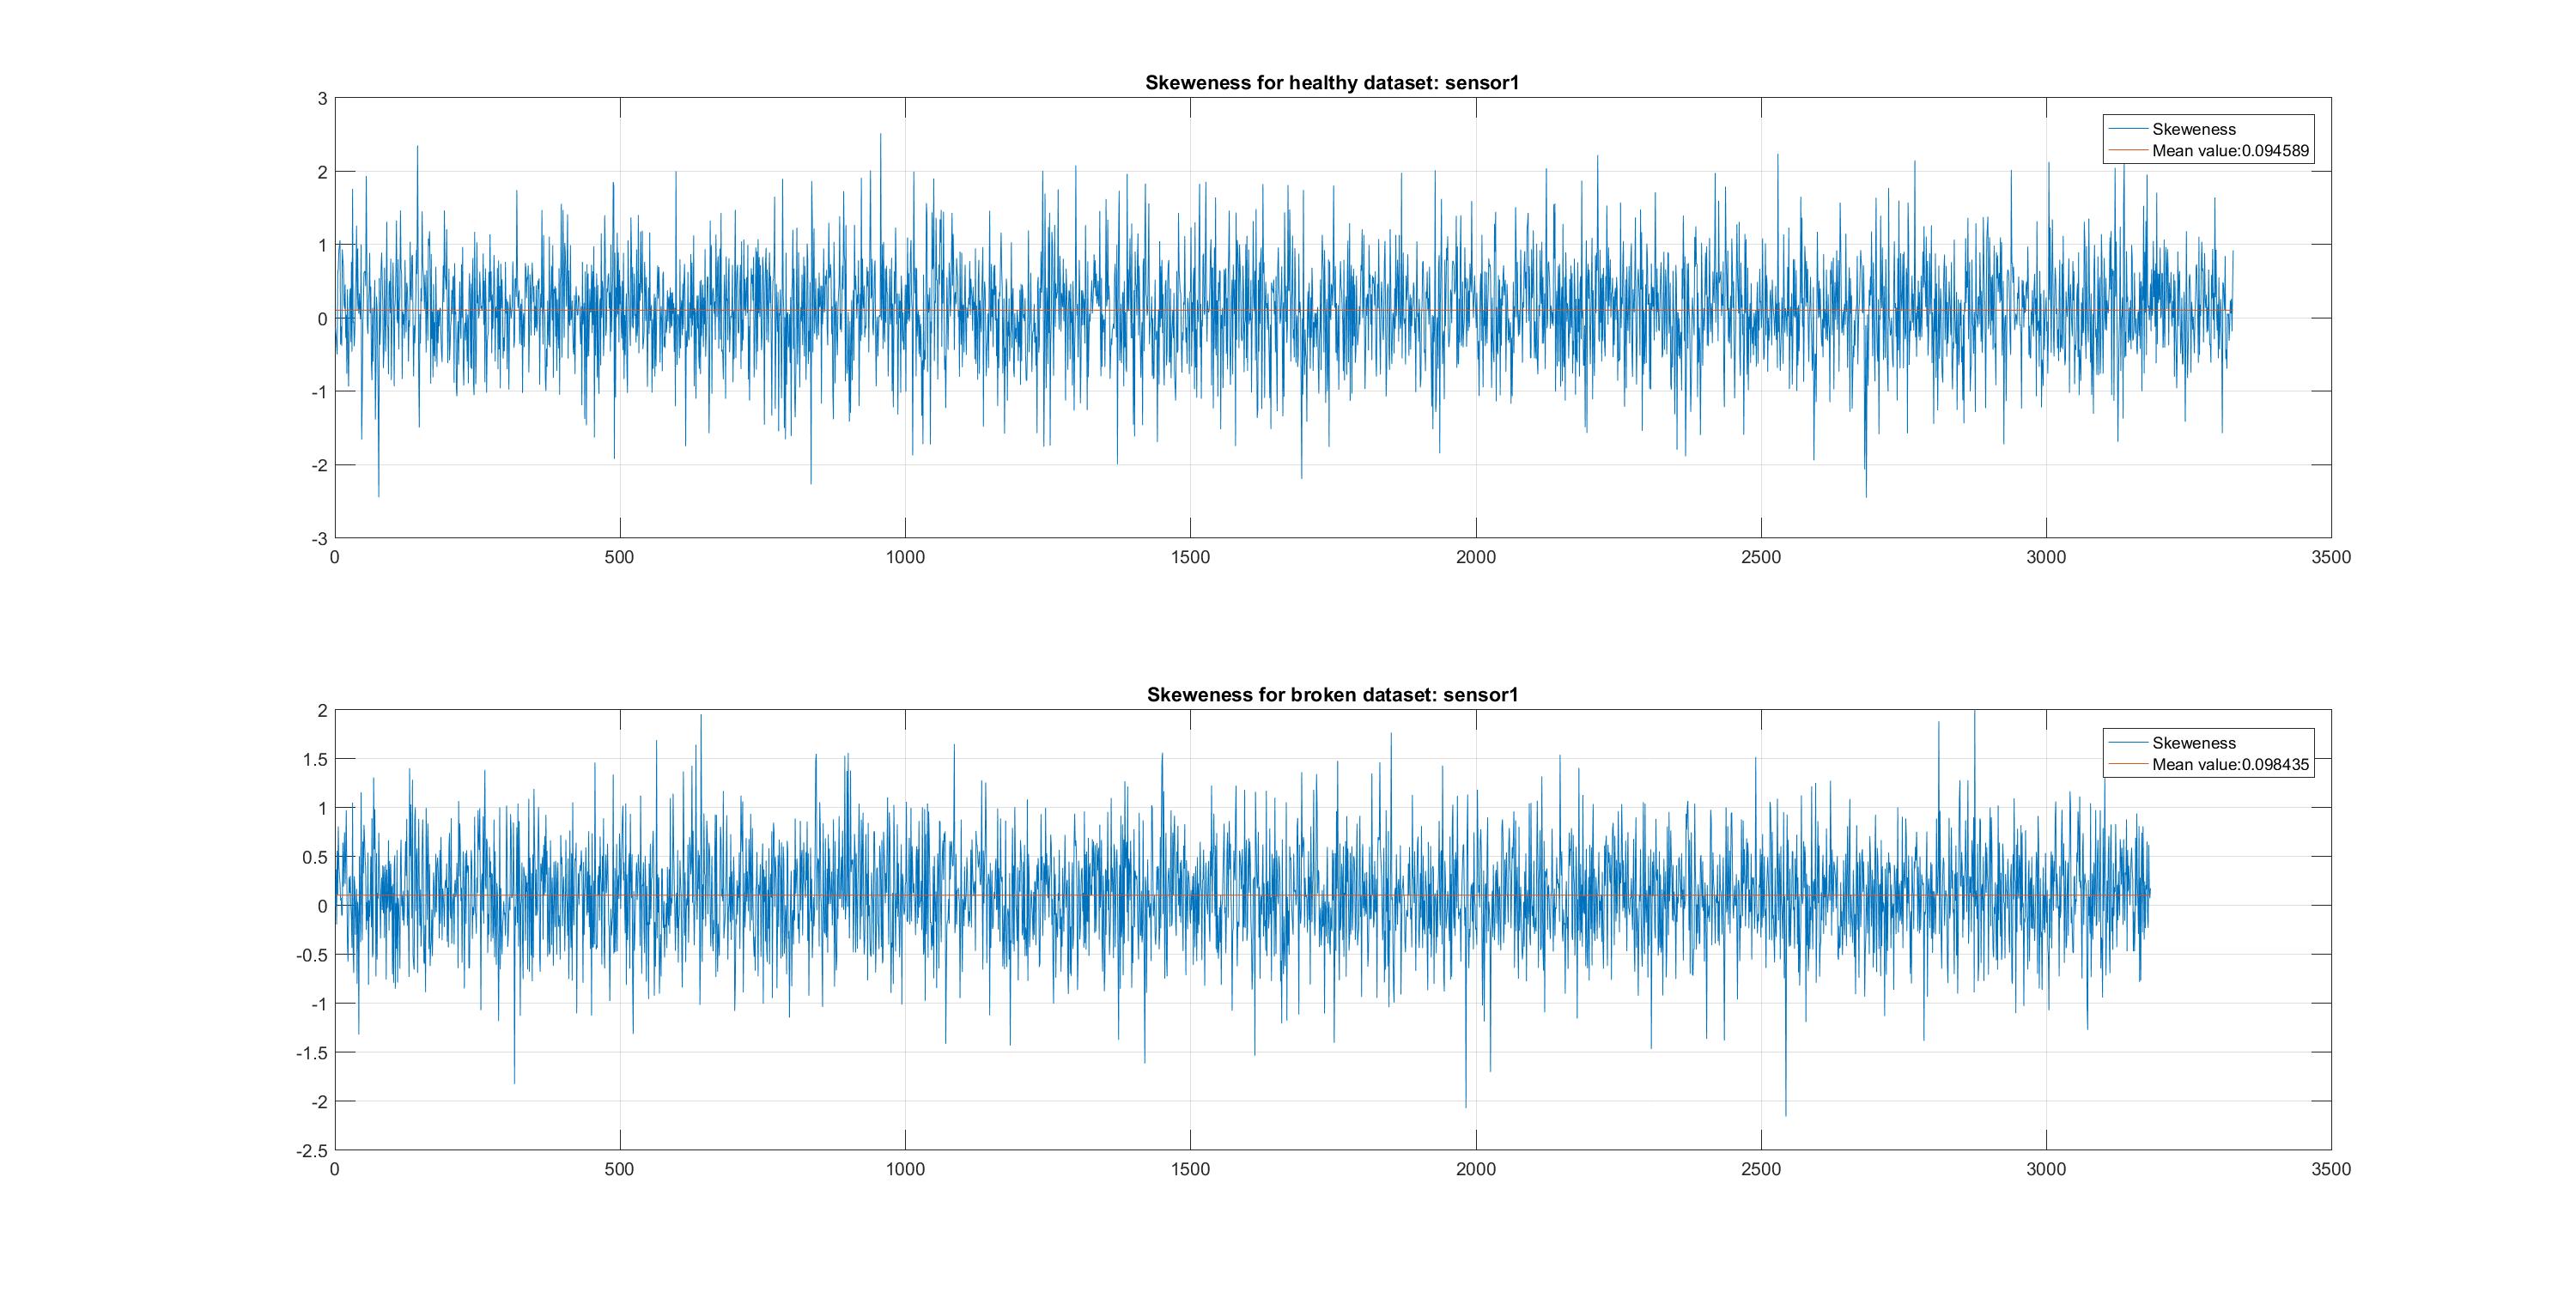 Skeweness for healthy dataset: sensor1
3
2
1
0
-1
-2
-3
Skeweness
Mean value:0.094589
0 500 1000 1500 2000 2500 3000 3500
Skeweness for broken dataset: sensor1
2
1.5
1
0.5
0
-0.5
-1
-1.5
-2
-2.5
Skeweness
Mean value:0.098435
0 500 1000 1500 2000 2500 3000 3500